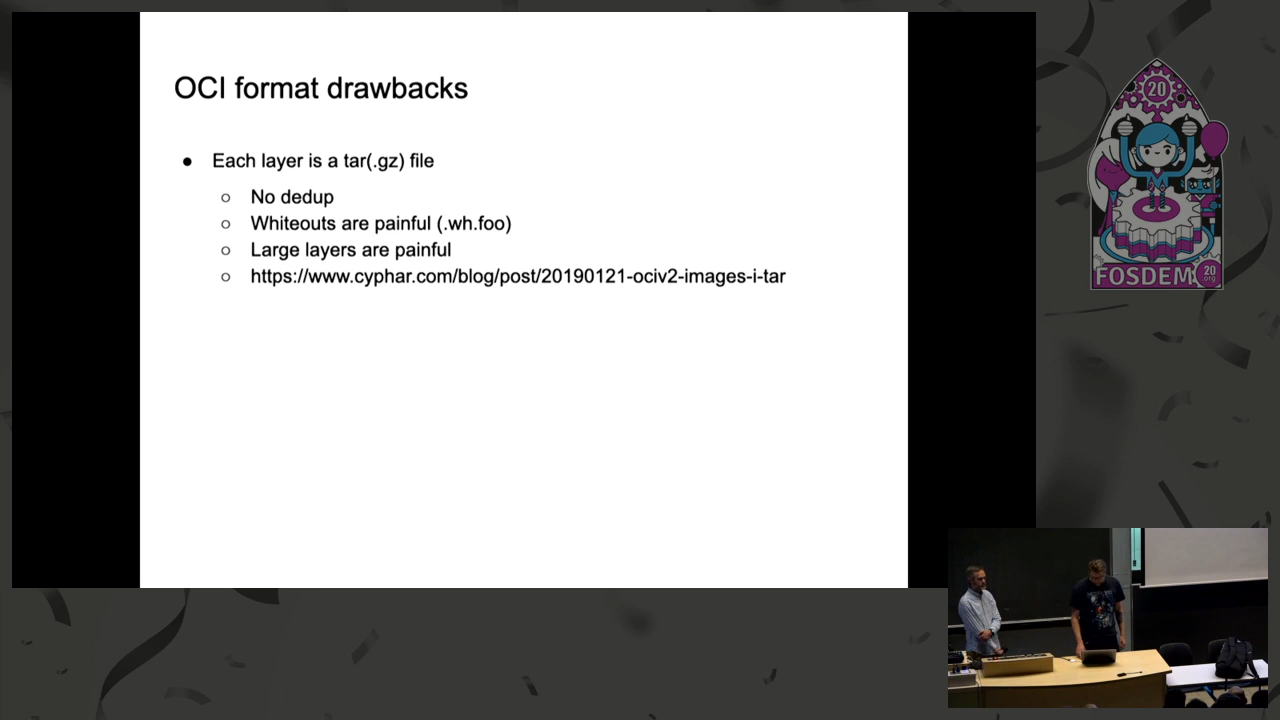 OCI format drawbacks
● Each layer is a tar(.gz) file
○ No dedup
○ Whiteouts are painful (.wh.foo)
○ Large layers are painful
○ https://www.cyphar.com/blog/post/20190121-ociv2-images-i-tar
20
FOSDEM
20
.org